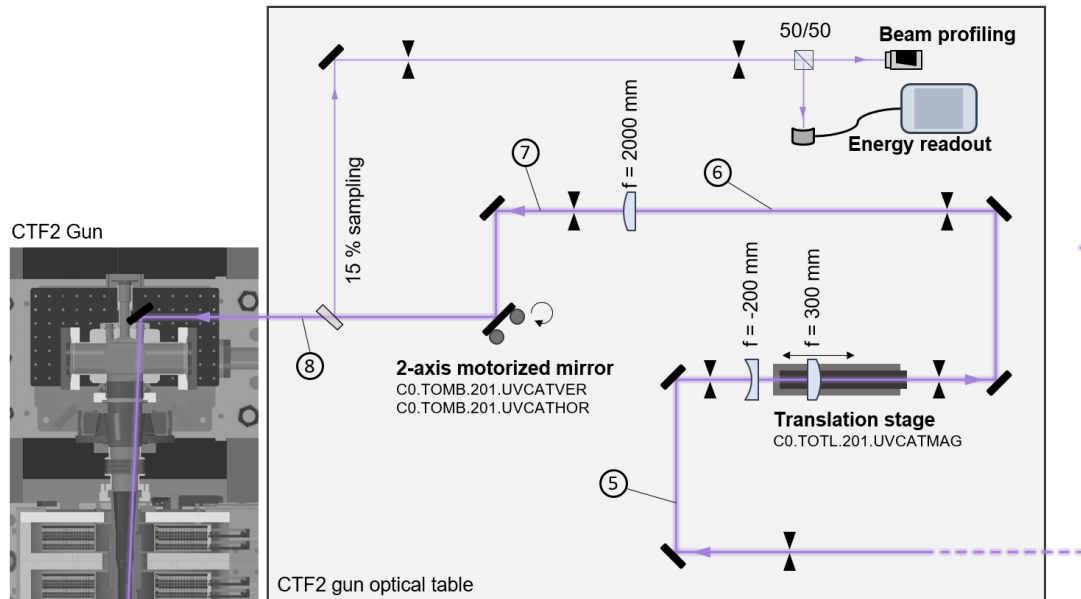 50/50
Beam profiling
Energy readout
15 % sampling
7
f = 2000 mm
6
CTF2 Gun
f = -200 mm
f = 300 mm
8
2-axis motorized mirror
C0.TOMB.201.UVCATVER
C0.TOMB.201.UVCATHOR
Translation stage
C0.TOTL.201.UVCATMAG
5
CTF2 gun optical table